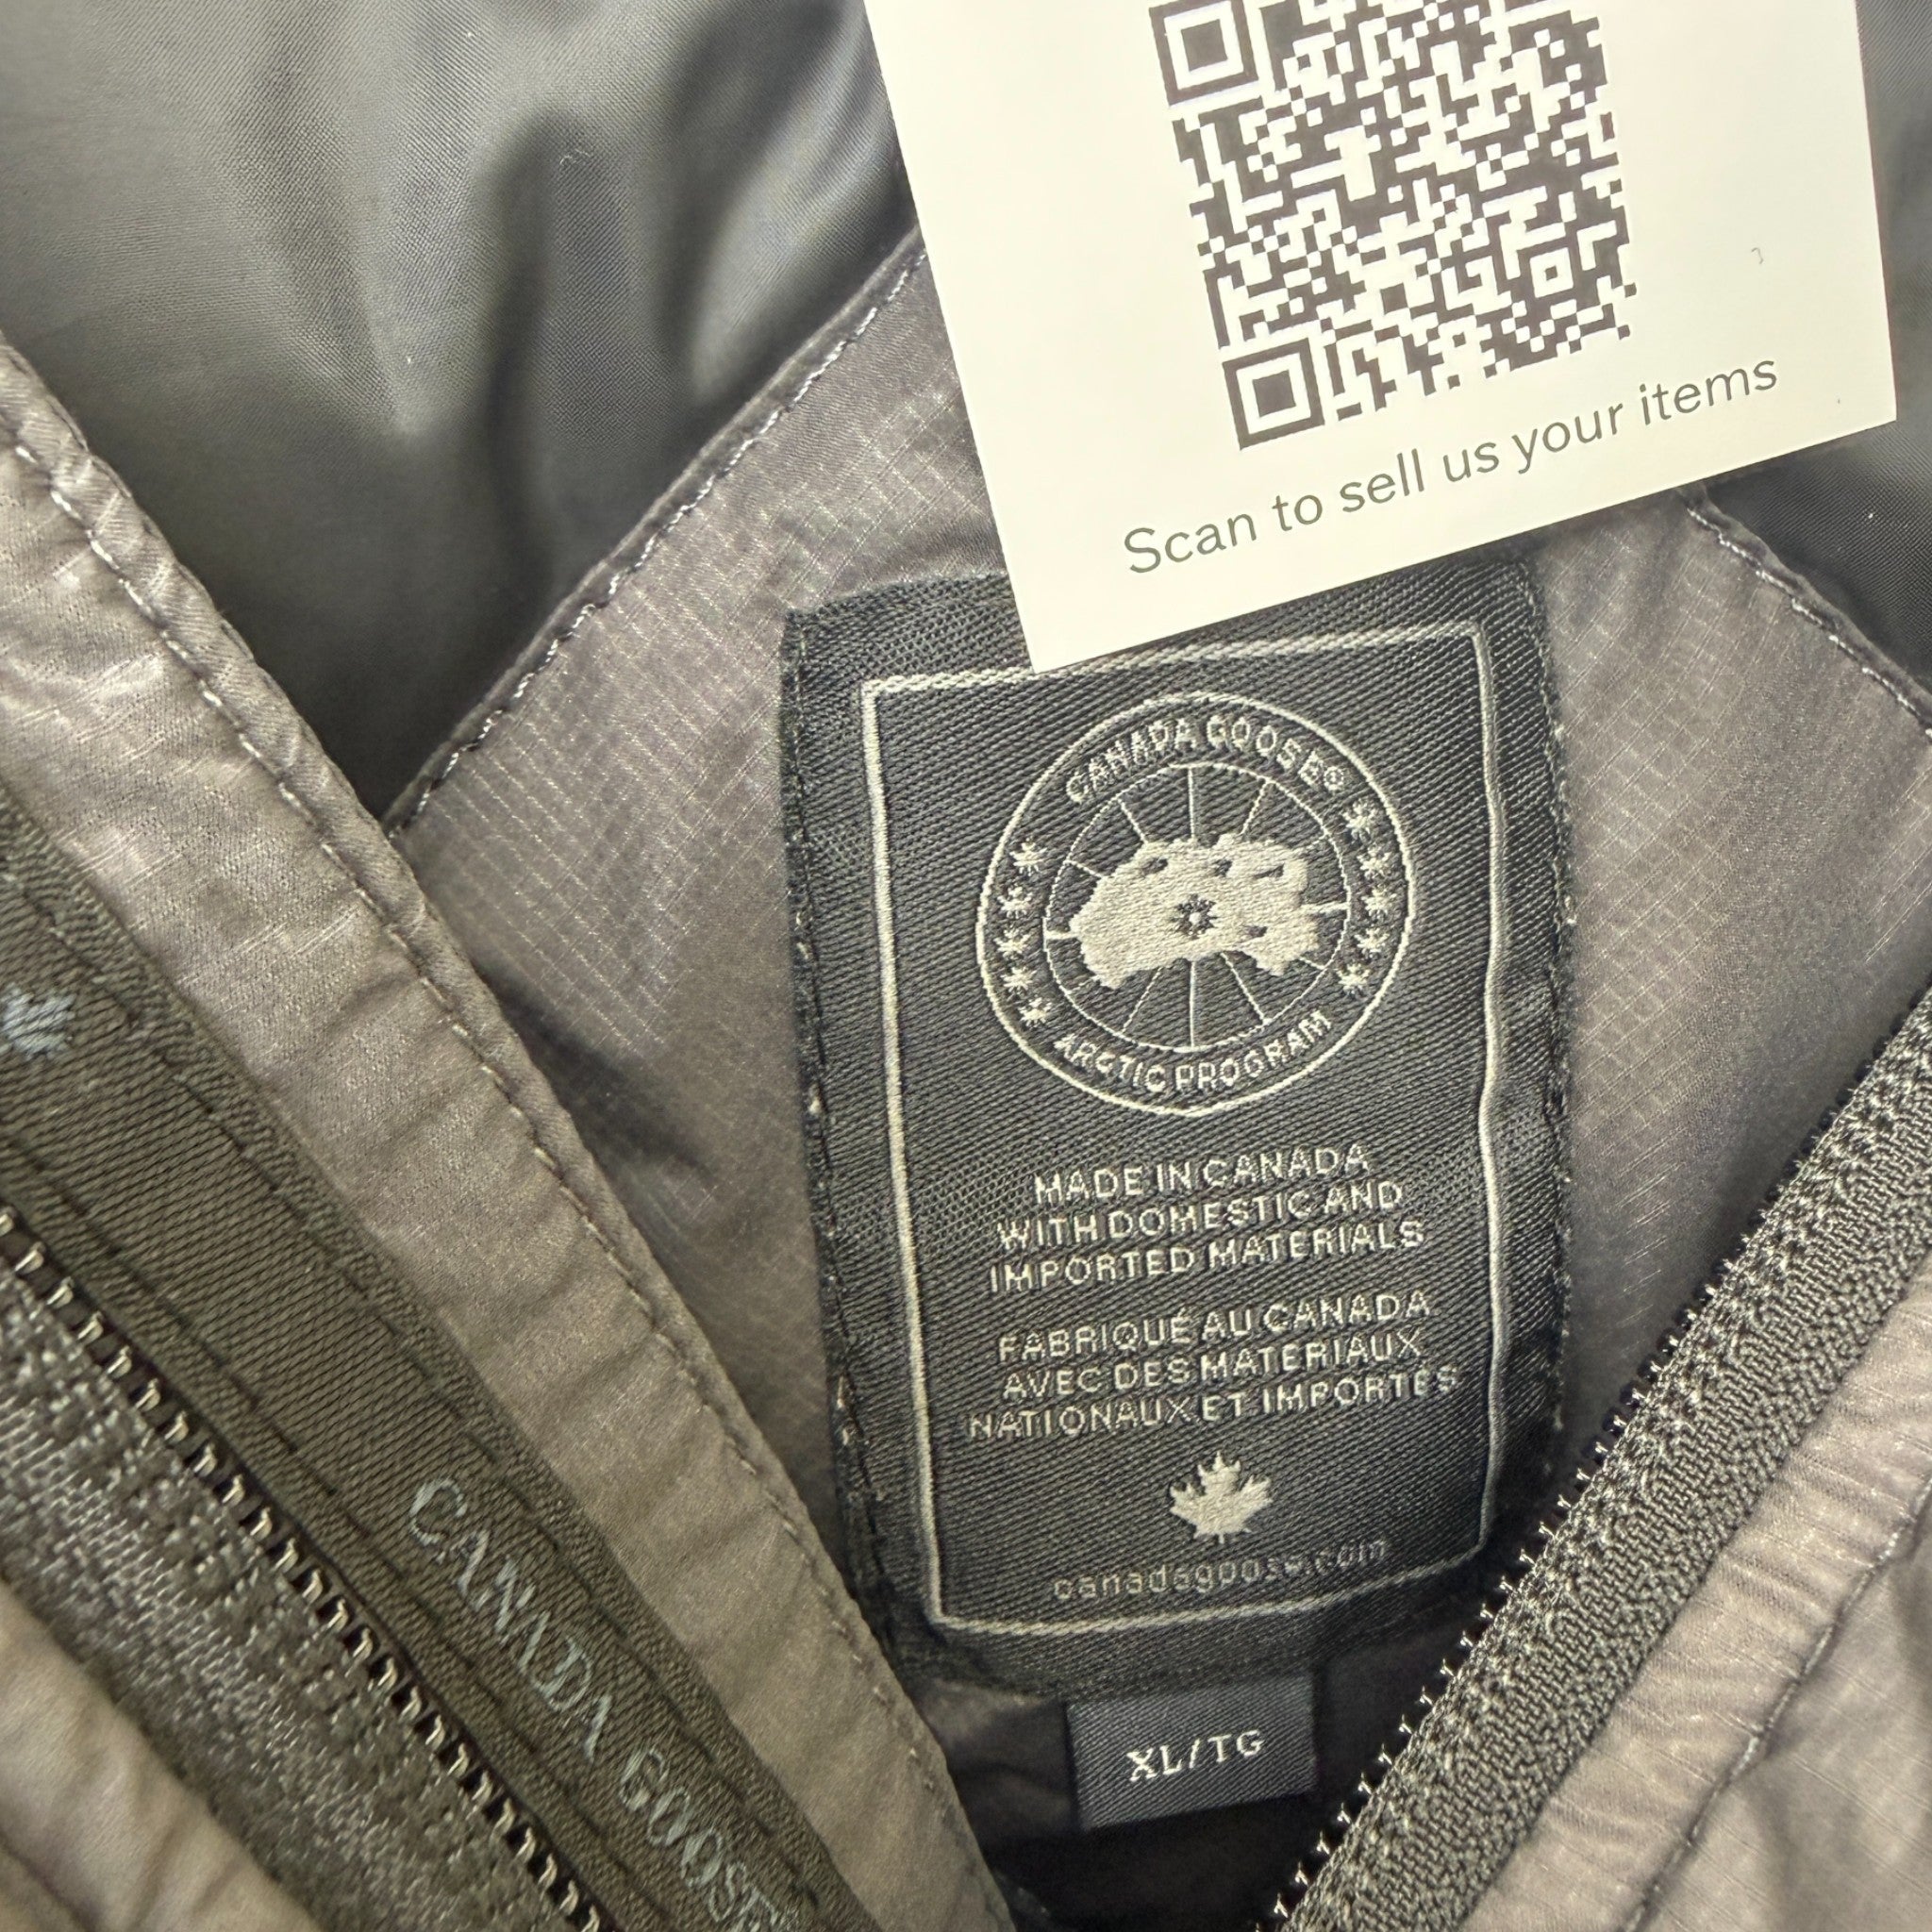 Scan to sell us your items
CANADA GOOSE®
ARCTIC PROGRAM
MADE IN CANADA
WITH DOMESTIC AND
IMPORTED MATERIALS
FABRIQUÉ AU CANADA
AVEC DES MATERIAUX
NATIONAUX ET IMPORTÉS
canadagoose.com
XL/TG
CANADA GOOSE